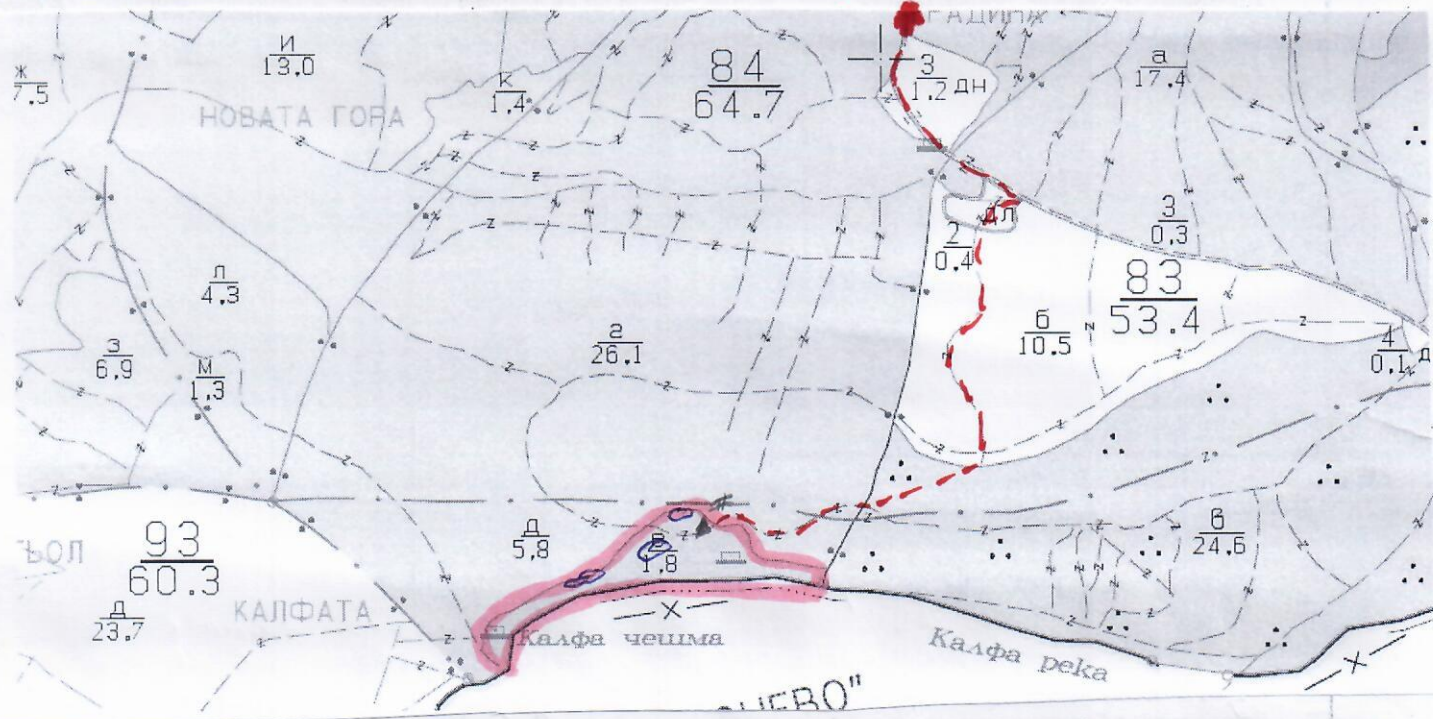 РАДИНА
и
13,0
ж
7,5
к
1,4
84
64.7
3
1.2 дн
а
17.4
НОВАТА ГОРА
дл
2
0.4
3
0,3
л
4,3
83
53.4
г
26.1
б
10.5
4
0,1 д
з
6,9
м
1,3
93
60.3
ЪОЛ
д
5,8
в
1,8
в
24.6
д
23.7
КАЛФАТА
Калфа чешма
Калфа река